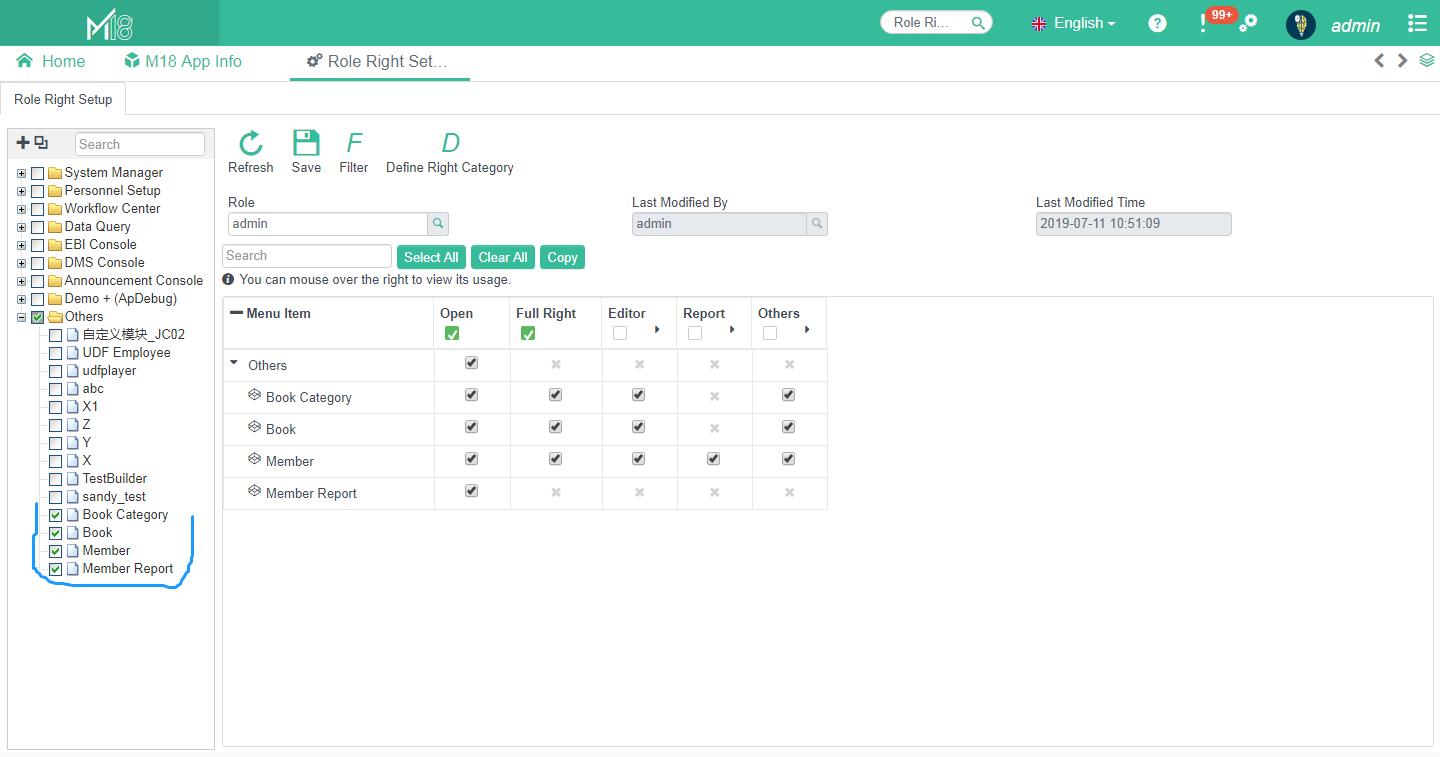 M18
Role Ri...
English
?
!
99+
admin
Home
M18 App Info
Role Right Set...
Role Right Setup
Search
System Manager
Personnel Setup
Workflow Center
Data Query
EBI Console
DMS Console
Announcement Console
Demo + (ApDebug)
Others
自定义模块_JC02
UDF Employee
udfplayer
abc
X1
Z
Y
X
TestBuilder
sandy_test
Book Category
Book
Member
Member Report
F
D
Refresh
Save
Filter
Define Right Category
Role
Last Modified By
Last Modified Time
admin
admin
2019-07-11 10:51:09
Search
Select All
Clear All
Copy
You can mouse over the right to view its usage.
Menu Item
Open
Full Right
Editor
Report
Others
Others
Book Category
Book
Member
Member Report